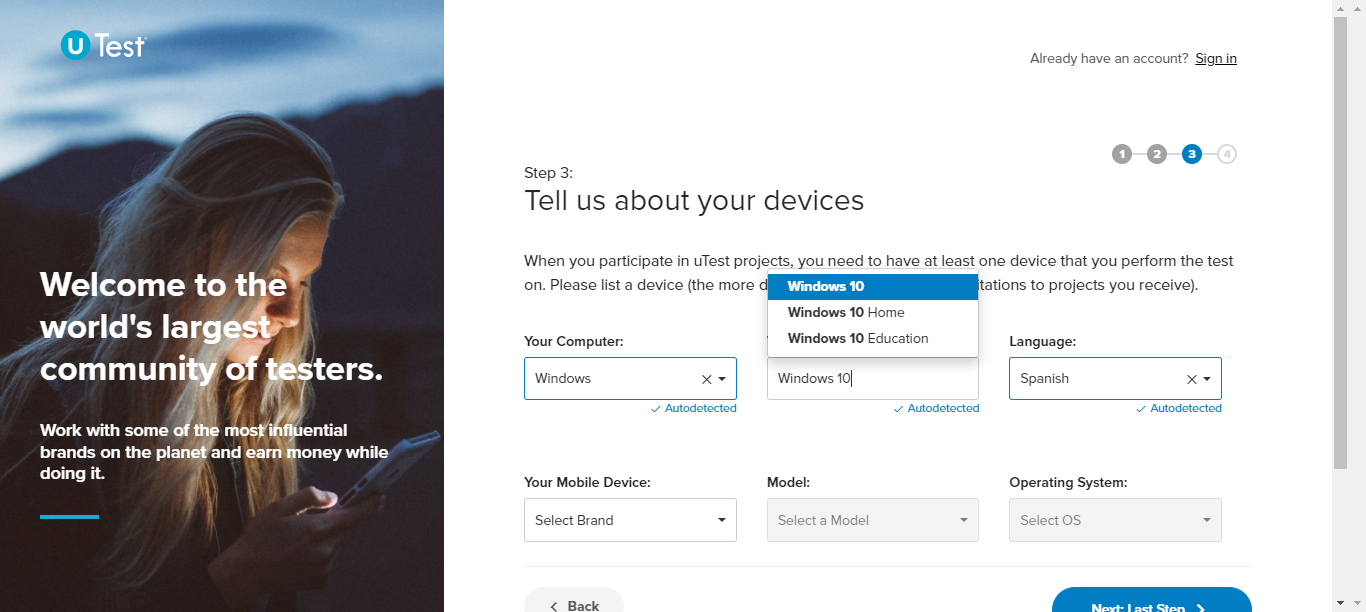 uTest
Already have an account? Sign in
1 2 3 4
Step 3:
Tell us about your devices
When you participate in uTest projects, you need to have at least one device that you perform the test
on. Please list a device (the more d
itations to projects you receive).
Windows 10
Windows 10 Home
Windows 10 Education
Your Computer:
Language:
Windows
Windows 10
Spanish
Autodetected
Autodetected
Autodetected
Your Mobile Device:
Model:
Operating System:
Select Brand
Select a Model
Select OS
Back
Next: Last Step
Welcome to the
world's largest
community of testers.
Work with some of the most influential
brands on the planet and earn money while
doing it.